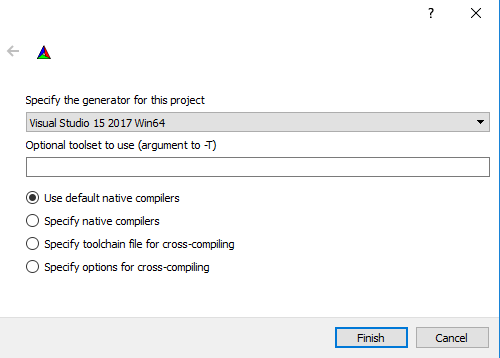 ?
Specify the generator for this project
Visual Studio 15 2017 Win64
Optional toolset to use (argument to -T)
Use default native compilers
Specify native compilers
Specify toolchain file for cross-compiling
Specify options for cross-compiling
Finish Cancel